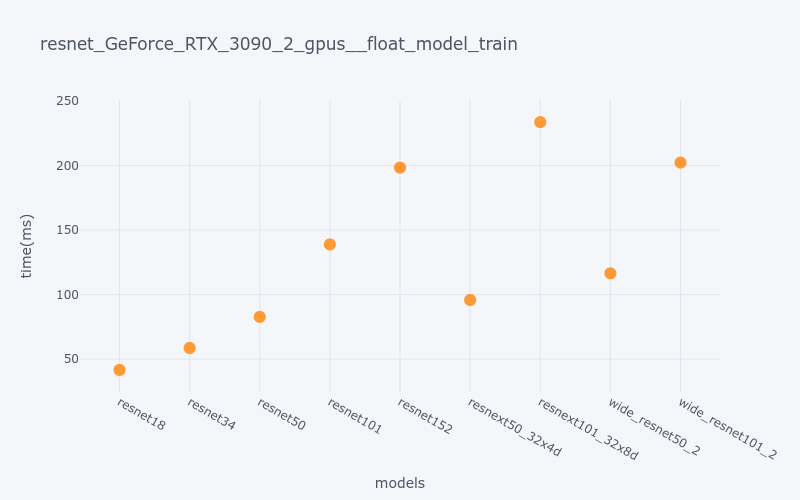 resnet_GeForce_RTX_3090_2_gpus__float_model_train
250
200
150
100
50
time(ms)
resnet18
resnet34
resnet50
resnet101
resnet152
resnext50_32x4d
resnext101_32x8d
wide_resnet50_2
wide_resnet101_2
models